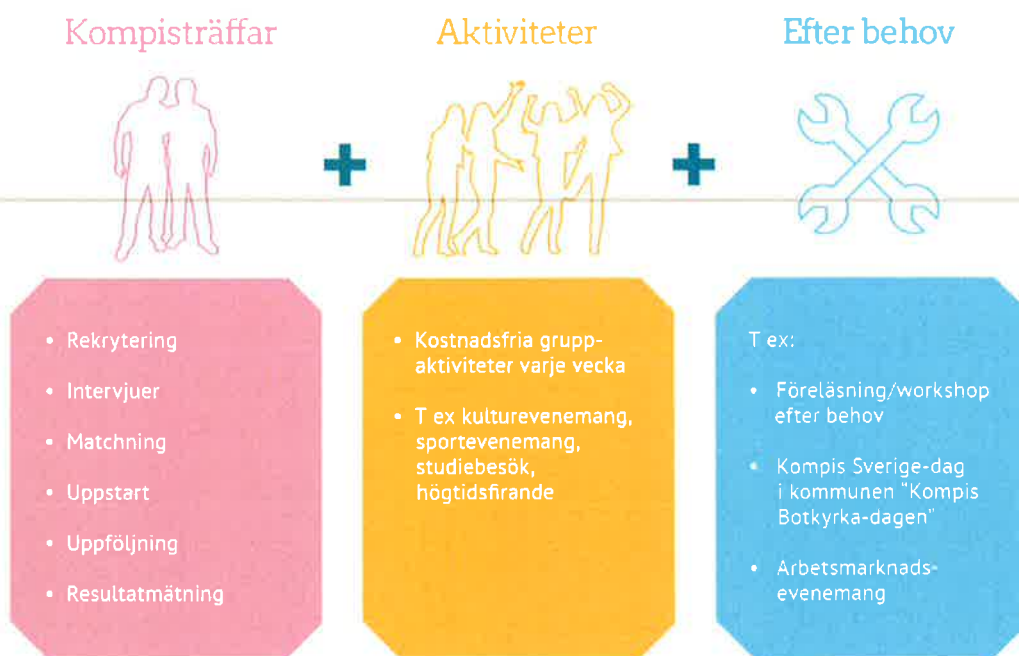 Kompisträffar
Aktiviteter
Efter behov
+
+
• Rekrytering
• Intervjuer
• Matchning
• Uppstart
• Uppföljning
• Resultatmätning
• Kostnadsfria grupp-
aktiviteter varje vecka
• T ex kulturevenemang,
sportevenemang,
studiebesök,
högtidsfirande
T ex:
• Föreläsning/workshop
efter behov
• Kompis Sverige-dag
i kommunen "Kompis
Botkyrka-dagen"
• Arbetsmarknads-
evenemang